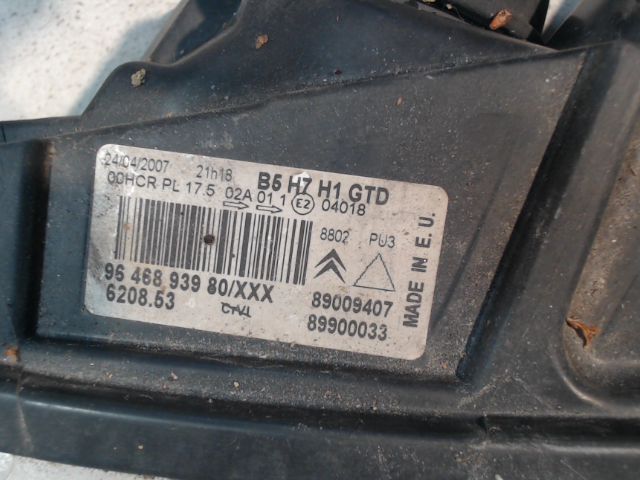 24/04/2007 21h18 B5 H7 H1 GTD
00HCR PL 17.5 02A 01 1 E2 04018
8802 PU3
96 468 939 80/XXX
6208.53
89009407
89900033
MADE IN E. U.